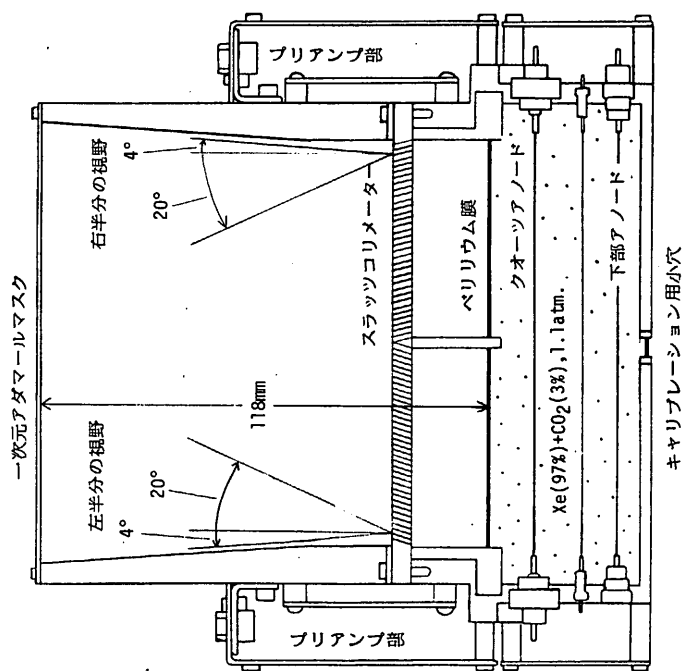 一次元アダマールマスク
プリアンプ部
左半分の視野
右半分の視野
4°
20°
20°
4°
118mm
スラッツコリメーター
ベリリウム膜
クオーツアノード
Xe(97%)+CO₂(3%),1.1atm.
下部アノード
キャリブレーション用小穴
プリアンプ部